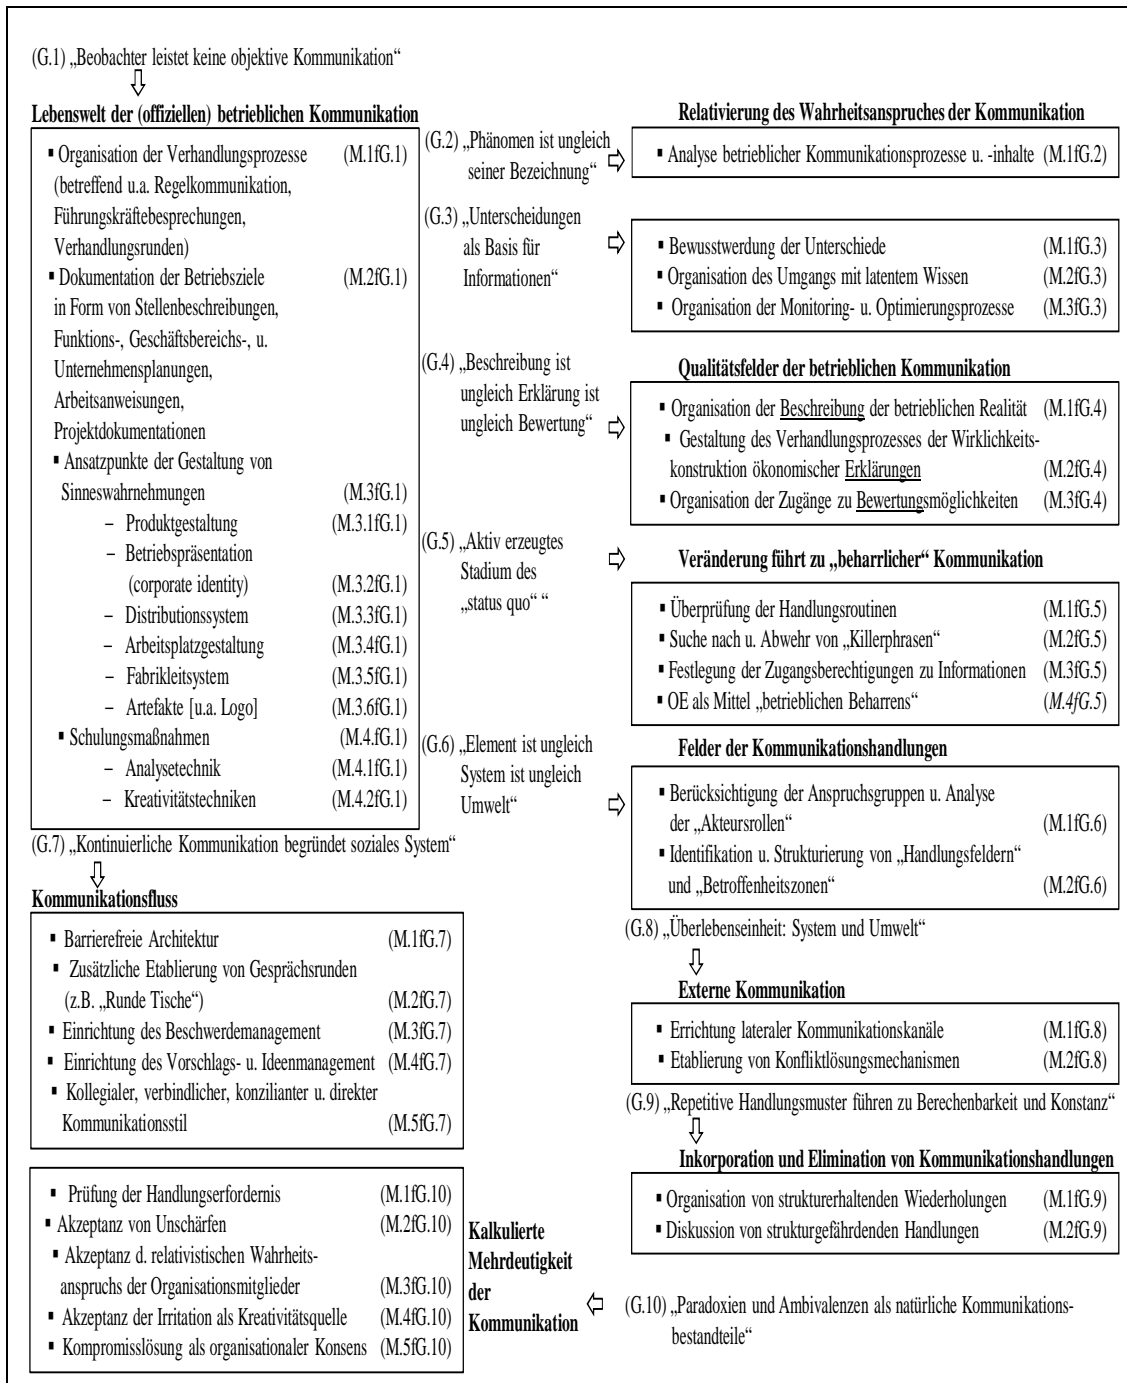 (G.1) „Beobachter leistet keine objektive Kommunikation“
Lebenswelt der (offiziellen) betrieblichen Kommunikation
▪ Organisation der Verhandlungsprozesse (M.1fG.1)
(betreffend u.a. Regelkommunikation,
Führungskräftebesprechungen,
Verhandlungsrunden)
▪ Dokumentation der Betriebsziele (M.2fG.1)
in Form von Stellenbeschreibungen,
Funktions-, Geschäftsbereichs-, u.
Unternehmensplanungen,
Arbeitsanweisungen,
Projektdokumentationen
▪ Ansatzpunkte der Gestaltung von
Sinneswahrnehmungen (M.3fG.1)
– Produktgestaltung (M.3.1fG.1)
– Betriebspräsentation
(corporate identity) (M.3.2fG.1)
– Distributionssystem (M.3.3fG.1)
– Arbeitsplatzgestaltung (M.3.4fG.1)
– Fabrikleitsystem (M.3.5fG.1)
– Artefakte [u.a. Logo] (M.3.6fG.1)
▪ Schulungsmaßnahmen (M.4.fG.1)
– Analysetechnik (M.4.1fG.1)
– Kreativitätstechniken (M.4.2fG.1)
(G.2) „Phänomen ist ungleich
seiner Bezeichnung“
Relativierung des Wahrheitsanspruches der Kommunikation
▪ Analyse betrieblicher Kommunikationsprozesse u. -inhalte (M.1fG.2)
(G.3) „Unterscheidungen
als Basis für
Informationen“
▪ Bewusstwerdung der Unterschiede (M.1fG.3)
▪ Organisation des Umgangs mit latentem Wissen (M.2fG.3)
▪ Organisation der Monitoring- u. Optimierungsprozesse (M.3fG.3)
(G.4) „Beschreibung ist
ungleich Erklärung ist
ungleich Bewertung“
Qualitätsfelder der betrieblichen Kommunikation
▪ Organisation der Beschreibung der betrieblichen Realität (M.1fG.4)
▪ Gestaltung des Verhandlungsprozesses der Wirklichkeits-
konstruktion ökonomischer Erklärungen (M.2fG.4)
▪ Organisation der Zugänge zu Bewertungsmöglichkeiten (M.3fG.4)
(G.5) „Aktiv erzeugtes
Stadium des
„status quo“ “
Veränderung führt zu „beharrlicher“ Kommunikation
▪ Überprüfung der Handlungsroutinen (M.1fG.5)
▪ Suche nach u. Abwehr von „Killerphrasen“ (M.2fG.5)
▪ Festlegung der Zugangsberechtigungen zu Informationen (M.3fG.5)
▪ OE als Mittel „betrieblichen Beharrens“ (M.4fG.5)
(G.6) „Element ist ungleich
System ist ungleich
Umwelt“
Felder der Kommunikationshandlungen
▪ Berücksichtigung der Anspruchsgruppen u. Analyse
der „Akteursrollen“ (M.1fG.6)
▪ Identifikation u. Strukturierung von „Handlungsfeldern“
und „Betroffenheitszonen“ (M.2fG.6)
(G.7) „Kontinuierliche Kommunikation begründet soziales System“
Kommunikationsfluss
▪ Barrierefreie Architektur (M.1fG.7)
▪ Zusätzliche Etablierung von Gesprächsrunden
(z.B. „Runde Tische“) (M.2fG.7)
▪ Einrichtung des Beschwerdemanagement (M.3fG.7)
▪ Einrichtung des Vorschlags- u. Ideenmanagement (M.4fG.7)
▪ Kollegialer, verbindlicher, konzilianter u. direkter
Kommunikationsstil (M.5fG.7)
(G.8) „Überlebenseinheit: System und Umwelt“
Externe Kommunikation
▪ Errichtung lateraler Kommunikationskanäle (M.1fG.8)
▪ Etablierung von Konfliktlösungsmechanismen (M.2fG.8)
(G.9) „Repetitive Handlungsmuster führen zu Berechenbarkeit und Konstanz“
Inkorporation und Elimination von Kommunikationshandlungen
▪ Organisation von strukturerhaltenden Wiederholungen (M.1fG.9)
▪ Diskussion von strukturgefährdenden Handlungen (M.2fG.9)
(G.10) „Paradoxien und Ambivalenzen als natürliche Kommunikations-
bestandteile“
Kalkulierte
Mehrdeutigkeit
der
Kommunikation
▪ Prüfung der Handlungserfordernis (M.1fG.10)
▪ Akzeptanz von Unschärfen (M.2fG.10)
▪ Akzeptanz d. relativistischen Wahrheits-
anspruchs der Organisationsmitglieder (M.3fG.10)
▪ Akzeptanz der Irritation als Kreativitätsquelle (M.4fG.10)
▪ Kompromisslösung als organisationaler Konsens (M.5fG.10)